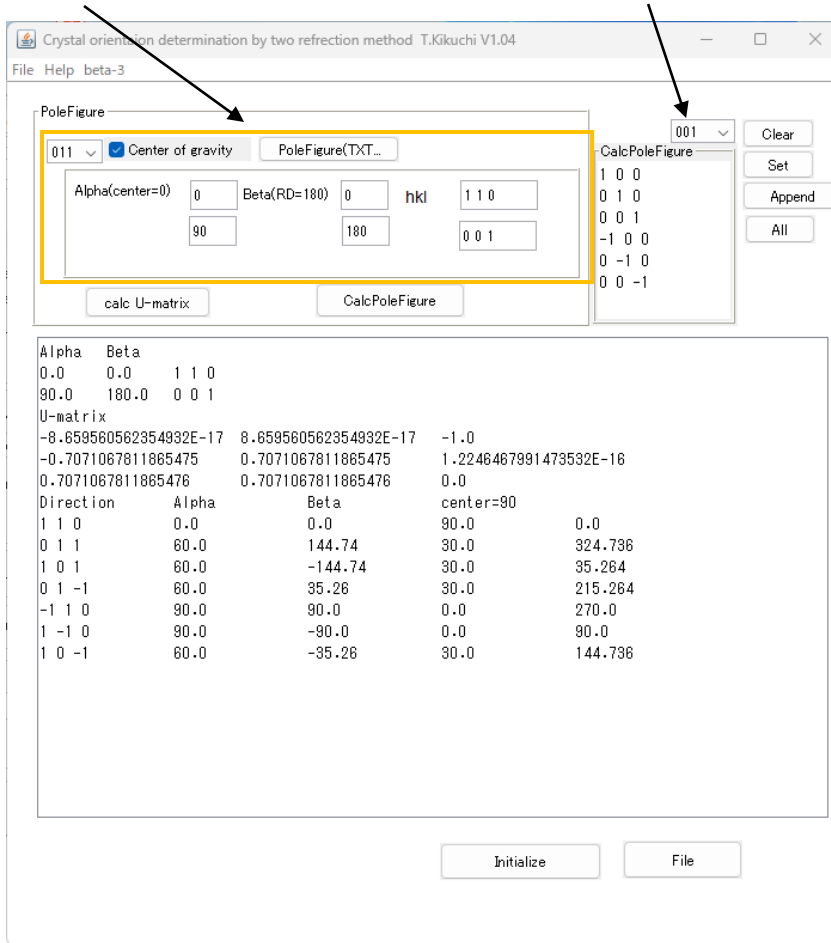 Crystal orientaion determination by two refrection method T.Kikuchi V1.04
File Help beta-3
PoleFigure
011 Center of gravity PoleFigure(TXT...
Alpha(center=0) 0 Beta(RD=180) 0 hkl 1 1 0
90 180 0 0 1
calc U-matrix CalcPoleFigure
001 Clear
CalcPoleFigure
Set
Append
All
1 0 0
0 1 0
0 0 1
-1 0 0
0 -1 0
0 0 -1
Alpha Beta
0.0 0.0 1 1 0
90.0 180.0 0 0 1
U-matrix
-8.659560562354932E-17 8.659560562354932E-17 -1.0
-0.7071067811865475 0.7071067811865475 1.2246467991473532E-16
0.7071067811865476 0.7071067811865476 0.0
Direction Alpha Beta center=90
1 1 0 0.0 0.0 90.0 0.0
0 1 1 60.0 144.74 30.0 324.736
1 0 1 60.0 -144.74 30.0 35.264
0 1 -1 60.0 35.26 30.0 215.264
-1 1 0 90.0 90.0 0.0 270.0
1 -1 0 90.0 -90.0 0.0 90.0
1 0 -1 60.0 -35.26 30.0 144.736
Initialize File